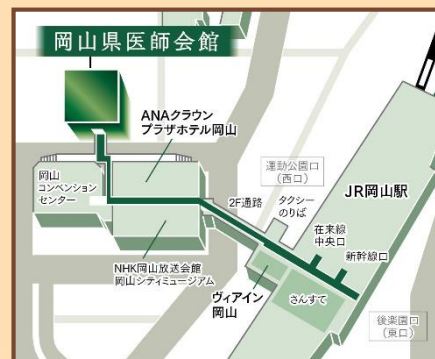 岡山県医師会館
ANAクラウン
プラザホテル岡山
岡山
コンベンション
センター
運動公園口
(西口)
2F通路
タクシー
のりば
JR岡山駅
在来線
中央口
新幹線口
NHK岡山放送会館
岡山シティミュージアム
ヴィアイン
岡山
さんすて
後楽園口
(東口)